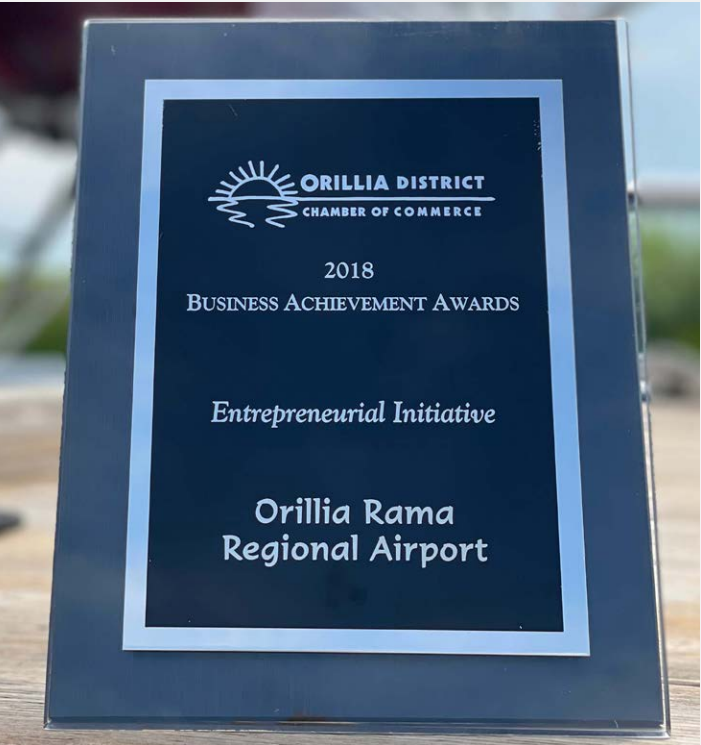 ORILLIA DISTRICT
CHAMBER OF COMMERCE
2018
BUSINESS ACHIEVEMENT AWARDS
Entrepreneurial Initiative
Orillia Rama
Regional Airport